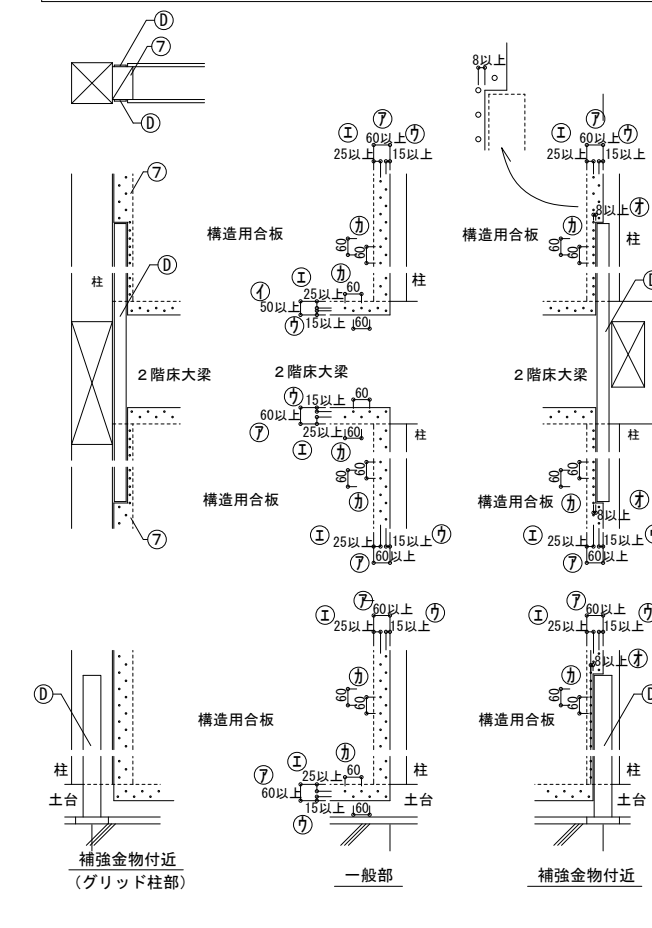 Ⓓ
㋫
Ⓓ
8以上
㋓ ㋐ ㋒
60以上
25以上 15以上
㋓ ㋐ ㋒
60以上
25以上 15以上
㋫
8以上 ㋔
構造用合板
㋕
60
60
柱
構造用合板
㋕
60
60
柱
柱
Ⓓ
㋑ ㋓ ㋕
25以上 60
50以上
㋒ 15以上 60
2階床大梁
2階床大梁
2階床大梁
㋒ 15以上 60
60以上
㋐
25以上 60
㋓ ㋕
柱
柱
60
60
㋕
60
60
㋕
構造用合板
構造用合板
㋔
8以上
㋫
㋓ 25以上 15以上 ㋒
㋐ 60以上
㋓ 25以上 15以上
㋐ 60以上
㋐
㋓ 60以上 ㋒
25以上 15以上
㋐
㋓ 60以上
25以上 15以上
8以上 ㋔
Ⓓ
㋕
60
60
㋕
60
60
構造用合板
構造用合板
柱
土台
㋐ ㋓ ㋕
25以上 60
60以上
15以上 60
㋒
柱
土台
柱
土台
補強金物付近
(グリッド柱部)
一般部
補強金物付近